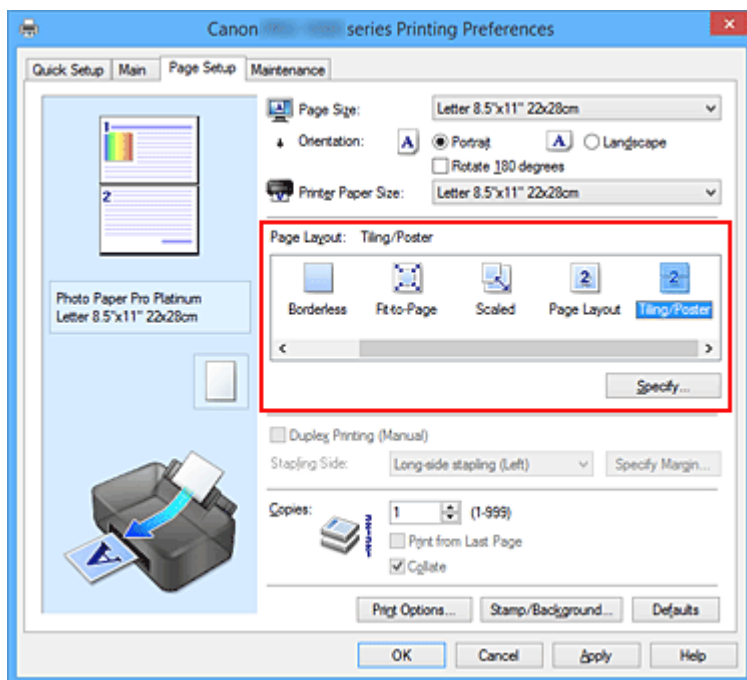 Canon series Printing Preferences
Quick Setup Main Page Setup Maintenance
1
2
Photo Paper Pro Platinum
Letter 8.5"x11" 22x28cm
Page Size: Letter 8.5"x11" 22x28cm
Orientation: A Portrait A Landscape
Rotate 180 degrees
Printer Paper Size: Letter 8.5"x11" 22x28cm
Page Layout: Tiling/Poster
2 2
Borderless Fit-to-Page Scaled Page Layout Tiling/Poster
Specify...
Duplex Printing (Manual)
Stapling Side: Long-side stapling (Left) Specify Margin...
Copies: 1 (1-999)
Print from Last Page
Collate
A
Print Options... Stamp/Background... Defaults
OK Cancel Apply Help